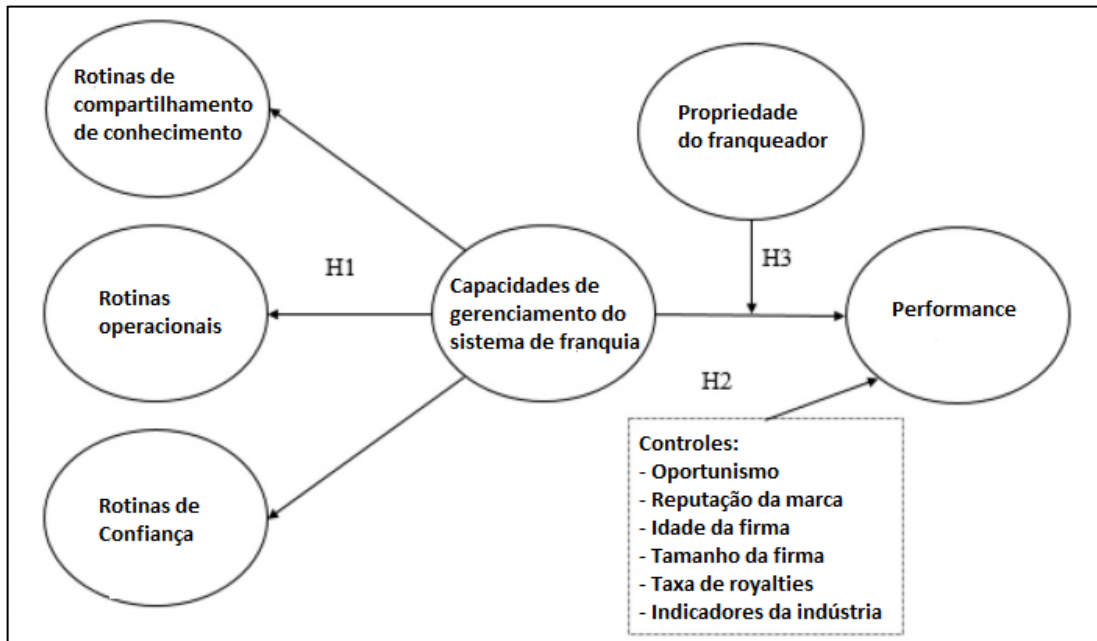 Rotinas de
compartilhamento
de conhecimento
Propriedade
do franqueador
H1
H3
Rotinas
operacionais
Capacidades de
gerenciamento do
sistema de franquia
Performance
H2
Rotinas de
Confiança
Controles:
- Oportunismo
- Reputação da marca
- Idade da firma
- Tamanho da firma
- Taxa de royalties
- Indicadores da indústria